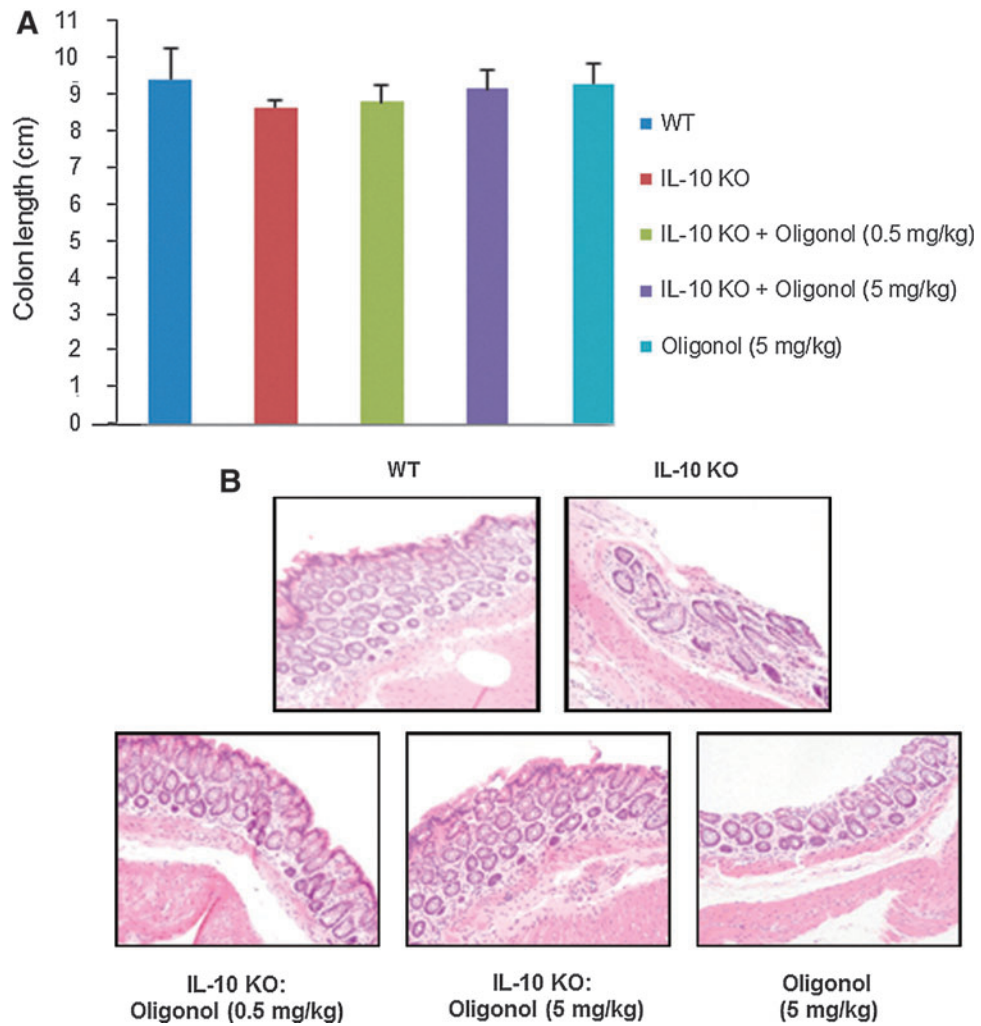 A
11
10
9
8
7
6
5
4
3
2
1
0
Colon length (cm)
WT
IL-10 KO
IL-10 KO + Oligonol (0.5 mg/kg)
IL-10 KO + Oligonol (5 mg/kg)
Oligonol (5 mg/kg)
B
WT
IL-10 KO
IL-10 KO:
Oligonol (0.5 mg/kg)
IL-10 KO:
Oligonol (5 mg/kg)
Oligonol
(5 mg/kg)